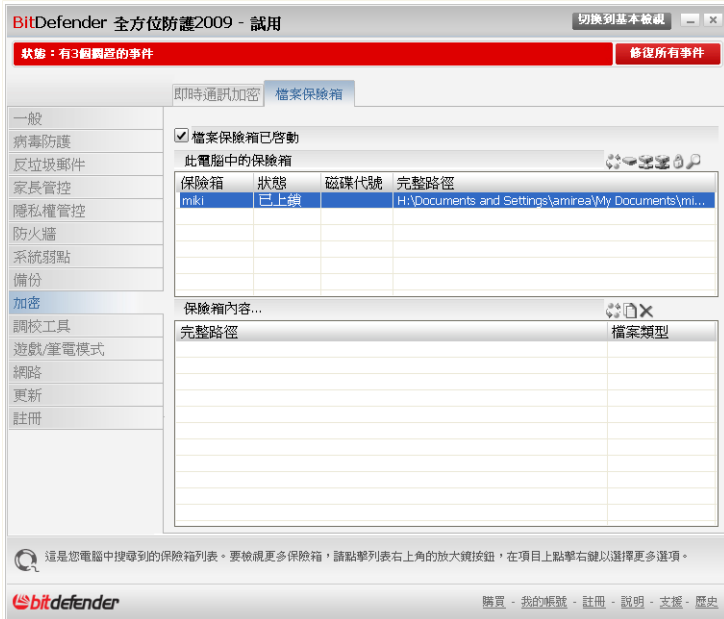 BitDefender 全方位防護2009 - 試用
切換到基本檢視
狀態：有3個擱置的事件
修復所有事件
即時通訊加密
檔案保險箱
一般
病毒防護
反垃圾郵件
家長管控
隱私權管控
防火牆
系統弱點
備份
加密
調校工具
遊戲/筆電模式
網路
更新
註冊
檔案保險箱已啓動
此電腦中的保險箱
保險箱 狀態 磁碟代號 完整路徑
miki 已上鎖 H:\Documents and Settings\amirea\My Documents\mi...
保險箱內容...
完整路徑 檔案類型
這是您電腦中搜尋到的保險箱列表。要檢視更多保險箱，請點擊列表右上角的放大鏡按鈕，在項目上點擊右鍵以選擇更多選項。
bitdefender
購買 - 我的帳號 - 註冊 - 說明 - 支援 - 歷史